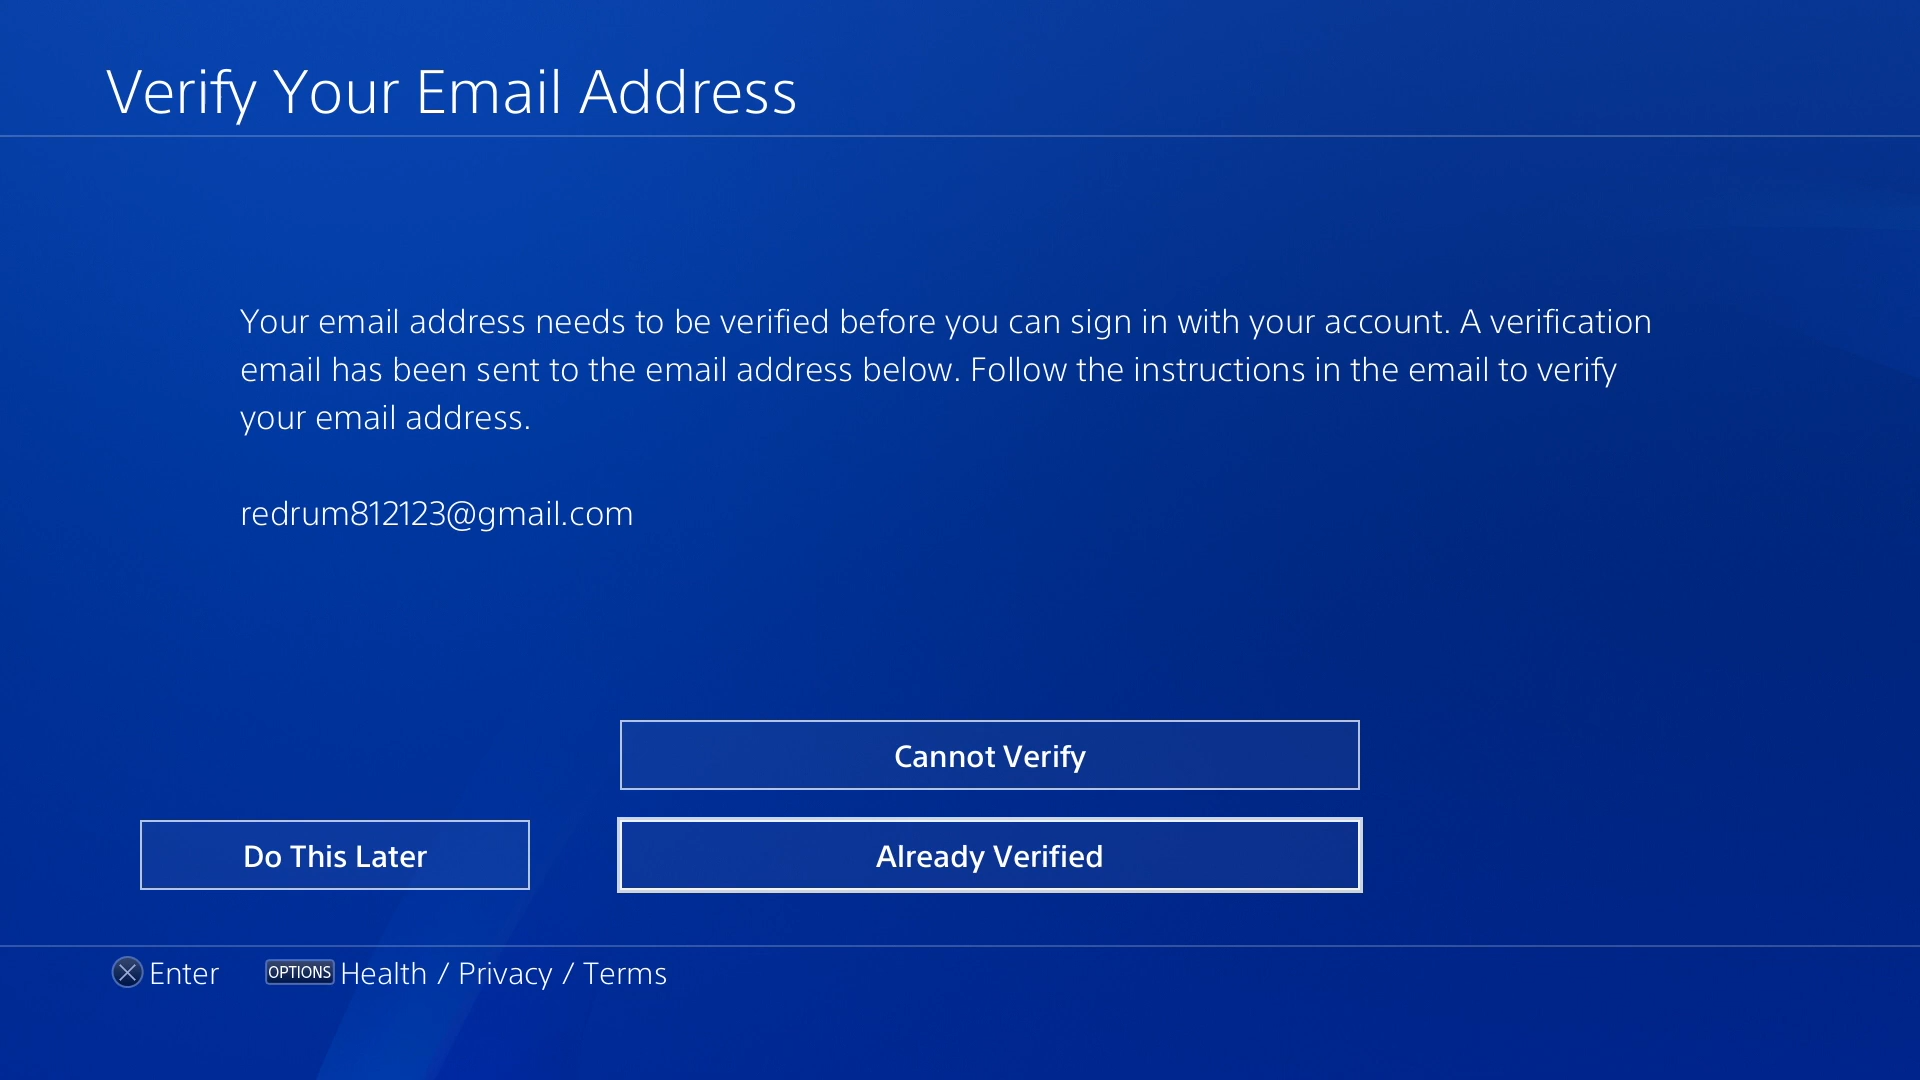 Verify Your Email Address
Your email address needs to be verified before you can sign in with your account. A verification
email has been sent to the email address below. Follow the instructions in the email to verify
your email address.
redrum812123@gmail.com
Cannot Verify
Do This Later
Already Verified
Enter
OPTIONS Health / Privacy / Terms